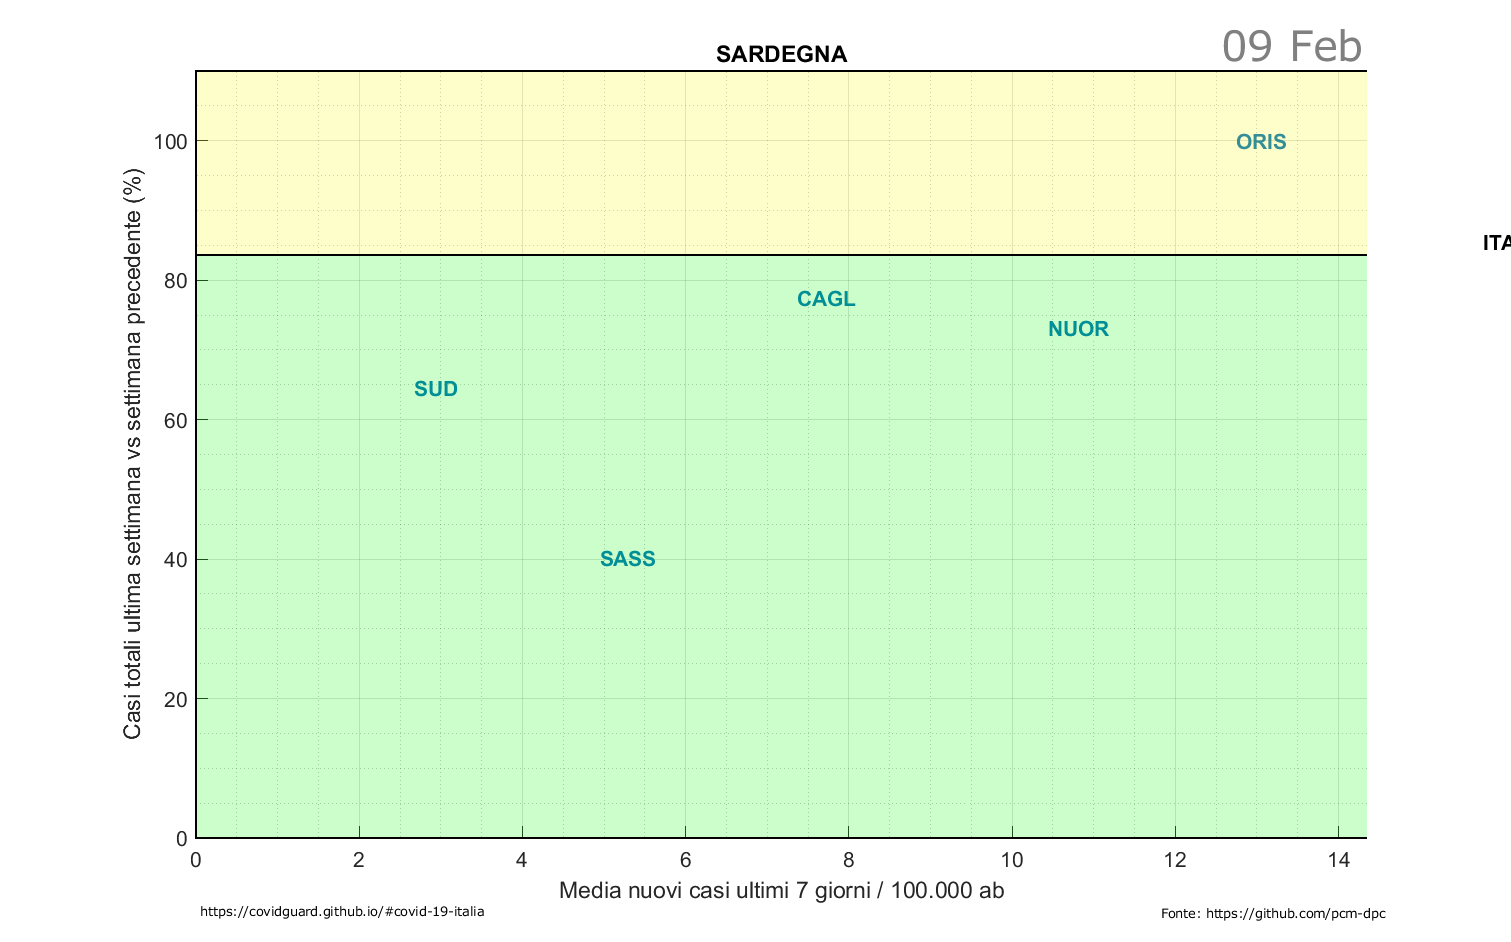 SARDEGNA
09 Feb
Casi totali ultima settimana vs settimana precedente (%)
100
80
60
40
20
0
ORIS
ITA
CAGL
NUOR
SUD
SASS
0 2 4 6 8 10 12 14
Media nuovi casi ultimi 7 giorni / 100.000 ab
https://covidguard.github.io/#covid-19-italia
Fonte: https://github.com/pcm-dpc